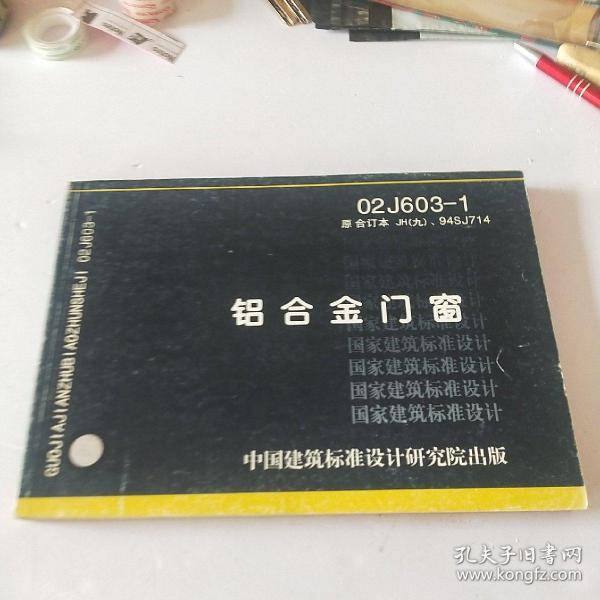 02J603-1
原合订本 JH(九)、94SJ714
铝合金门窗
国家建筑标准设计
国家建筑标准设计
国家建筑标准设计
国家建筑标准设计
国家建筑标准设计
中国建筑标准设计研究院出版
GUOJIAJIANZHUBIAOZHUNSHEJI 02J603-1
孔夫子旧书网
www.kongfz.com